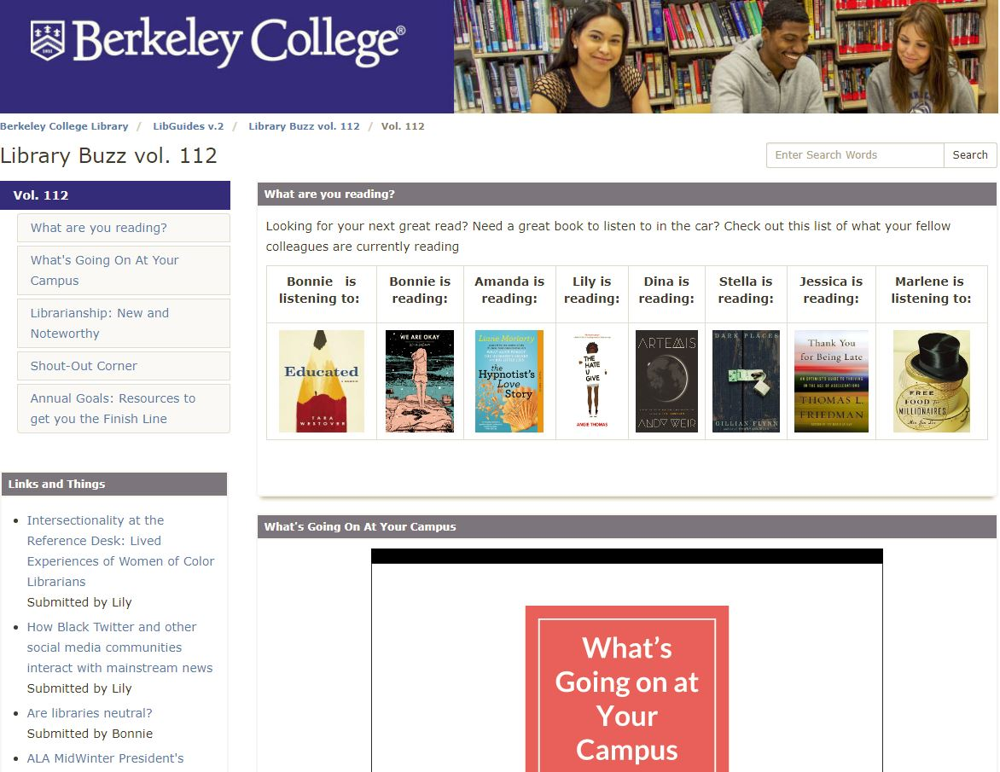 Berkeley College®
Berkeley College Library / LibGuides v.2 / Library Buzz vol. 112 / Vol. 112
Library Buzz vol. 112
Enter Search Words Search
Vol. 112
What are you reading?
What's Going On At Your
Campus
Librarianship: New and
Noteworthy
Shout-Out Corner
Annual Goals: Resources to
get you the Finish Line
Links and Things
Intersectionality at the
Reference Desk: Lived
Experiences of Women of Color
Librarians
Submitted by Lily
How Black Twitter and other
social media communities
interact with mainstream news
Submitted by Lily
Are libraries neutral?
Submitted by Bonnie
ALA MidWinter President's
What are you reading?
Looking for your next great read? Need a great book to listen to in the car? Check out this list of what your fellow
colleagues are currently reading
Bonnie is
listening to:
Bonnie is
reading:
Amanda is
reading:
Lily is
reading:
Dina is
reading:
Stella is
reading:
Jessica is
reading:
Marlene is
listening to:
Educated
A MEMOIR
TARA
WESTOVER
WE ARE OKAY
Liane Moriarty
the
Hypnotist's
Love
Story
THE
HATE
U
GIVE
ANGIE THOMAS
ARTEMIS
ANDY WEIR
DARK PLACES
GILLIAN FLYNN
Thank You
for Being Late
AN OPTIMIST'S GUIDE TO THRIVING
IN THE AGE OF ACCELERATIONS
THOMAS L.
FRIEDMAN
FREE
FOOD for
MILLIONAIRES
Min Jin Lee
What's Going On At Your Campus
What's
Going on at
Your
Campus